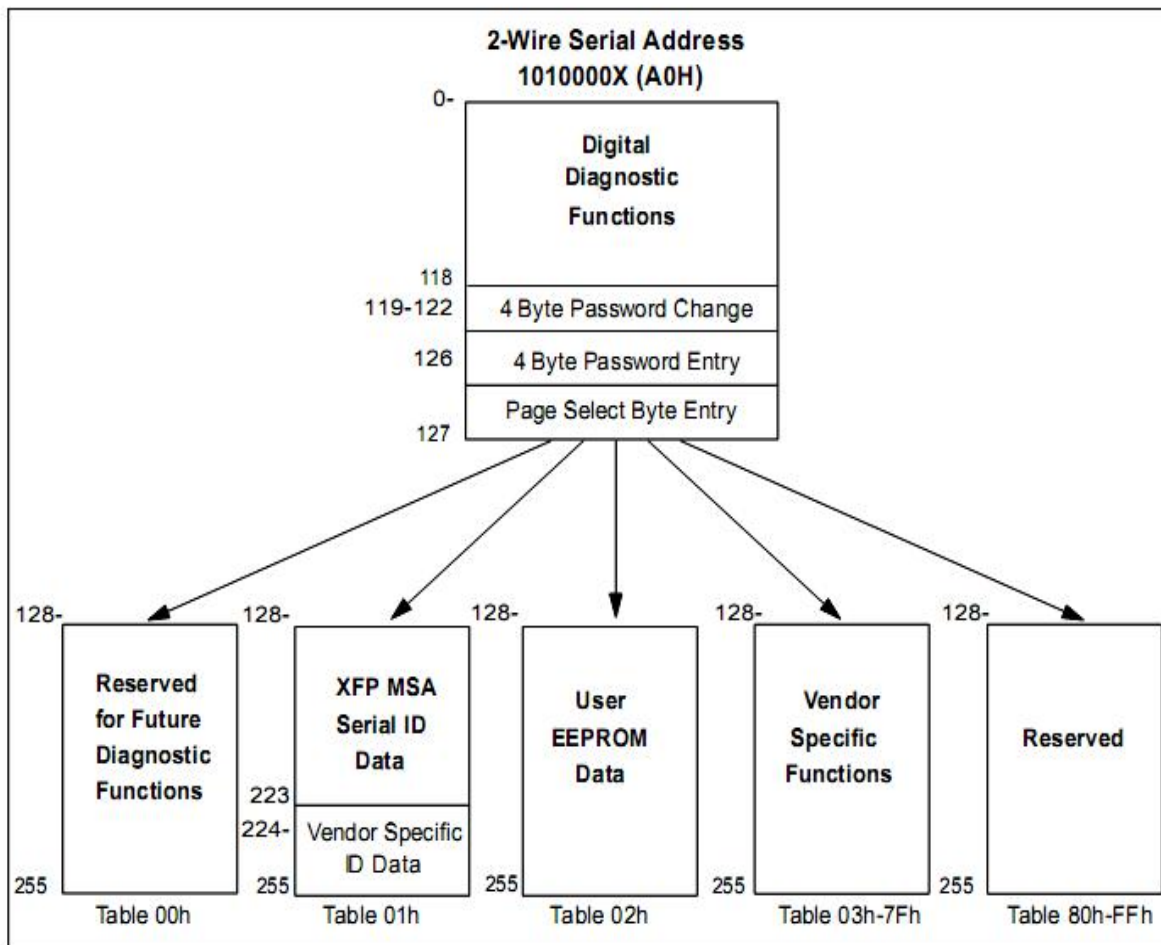 2-Wire Serial Address
1010000X (A0H)
0-
Digital
Diagnostic
Functions
118
119-122
4 Byte Password Change
126
4 Byte Password Entry
Page Select Byte Entry
127
128-
Reserved
for Future
Diagnostic
Functions
255
Table 00h
128-
XFP MSA
Serial ID
Data
223
224-
Vendor Specific
ID Data
255
Table 01h
128-
User
EEPROM
Data
255
Table 02h
128-
Vendor
Specific
Functions
255
Table 03h-7Fh
128-
Reserved
255
Table 80h-FFh